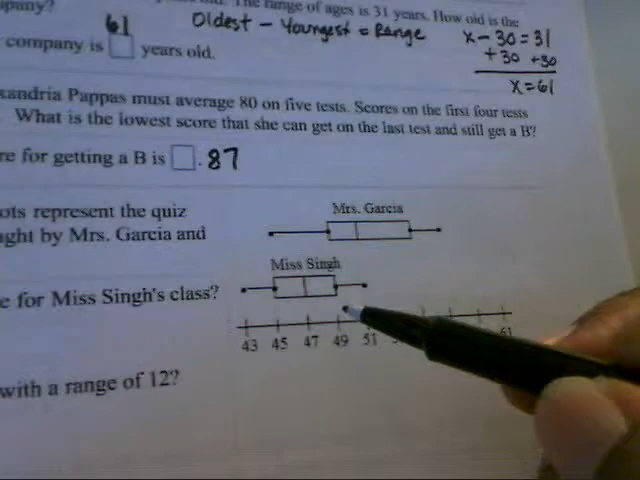 company? The range of ages is 31 years. How old is the
61 Oldest - Youngest = Range x - 30 = 31
company is years old. +30 +30
x = 61
Pappas must average 80 on five tests. Scores on the first four tests
What is the lowest score that she can get on the last test and still get a B?
for getting a B is . 87
represent the quiz Mrs. Garcia
by Mrs. Garcia and
Miss Singh
for Miss Singh's class?
43 45 47 49 51 61
with a range of 12?